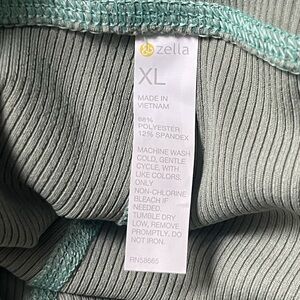 zella
XL
MADE IN
VIETNAM
88%
POLYESTER
12% SPANDEX
MACHINE WASH
COLD, GENTLE
CYCLE, WITH
LIKE COLORS.
ONLY
NON-CHLORINE
BLEACH IF
NEEDED.
TUMBLE DRY
LOW, REMOVE
PROMPTLY. DO
NOT IRON.
RN58665